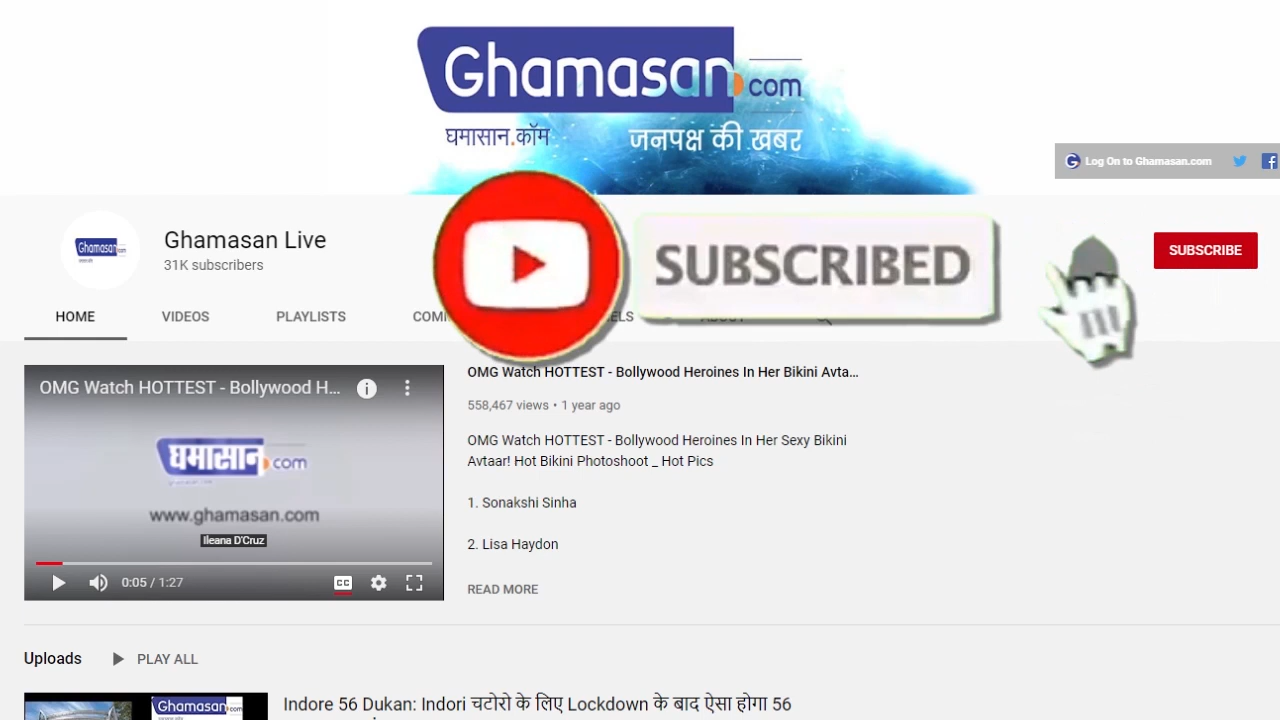 Ghamasan.com
घमासान.कॉम
जनपक्ष की खबर
Log On to Ghamasan.com
Ghamasan
Ghamasan Live
31K subscribers
SUBSCRIBED
SUBSCRIBE
HOME
VIDEOS
PLAYLISTS
OMG Watch HOTTEST - Bollywood H...
घमासान.com
www.ghamasan.com
Ileana D'Cruz
0:05 / 1:27
CC
OMG Watch HOTTEST - Bollywood Heroines In Her Bikini Avta...
558,467 views • 1 year ago
OMG Watch HOTTEST - Bollywood Heroines In Her Sexy Bikini
Avtaar! Hot Bikini Photoshoot _ Hot Pics
1. Sonakshi Sinha
2. Lisa Haydon
READ MORE
Uploads
PLAY ALL
Ghamasan.com
Indore 56 Dukan: Indori चटोरो के लिए Lockdown के बाद ऐसा होगा 56